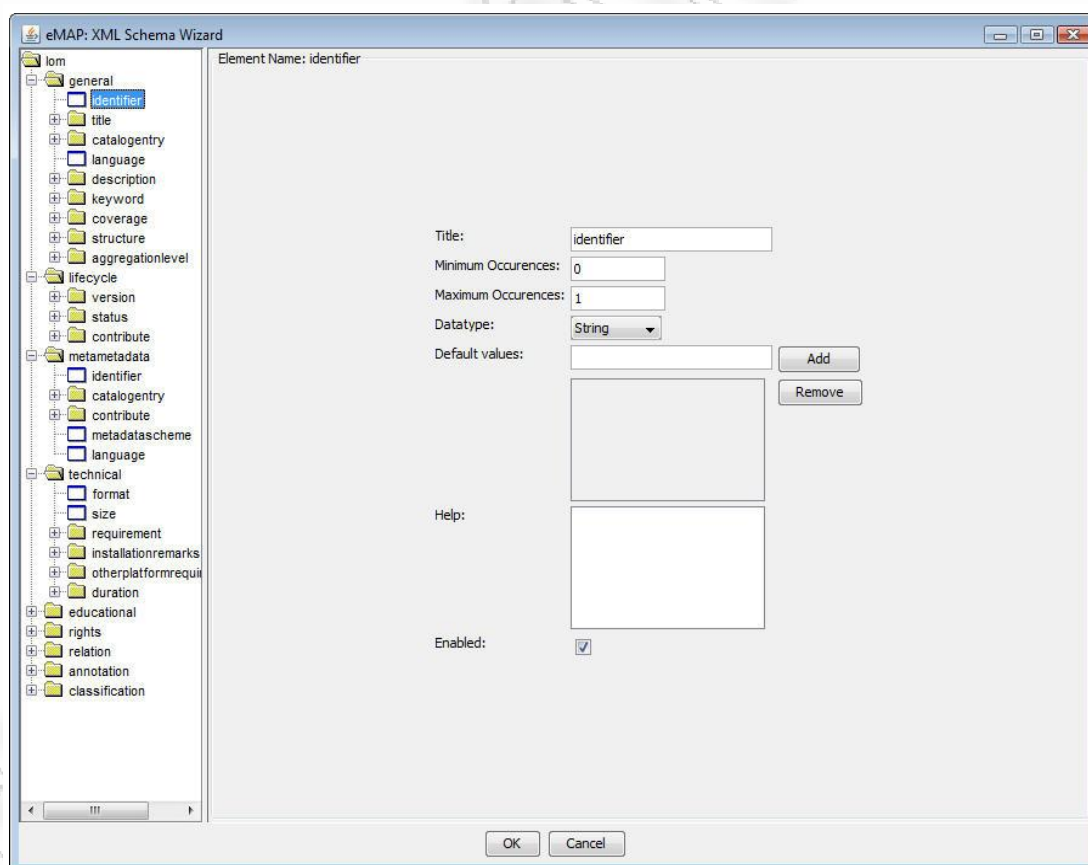 eMAP: XML Schema Wizard
lom
general
identifier
title
catalogentry
language
description
keyword
coverage
structure
aggregationlevel
lifecycle
version
status
contribute
metametadata
identifier
catalogentry
contribute
metadatascheme
language
technical
format
size
requirement
installationremarks
otherplatformrequi
duration
educational
rights
relation
annotation
classification
Element Name: identifier
Title: identifier
Minimum Occurences: 0
Maximum Occurences: 1
Datatype: String
Default values: Add
Remove
Help:
Enabled:
OK Cancel